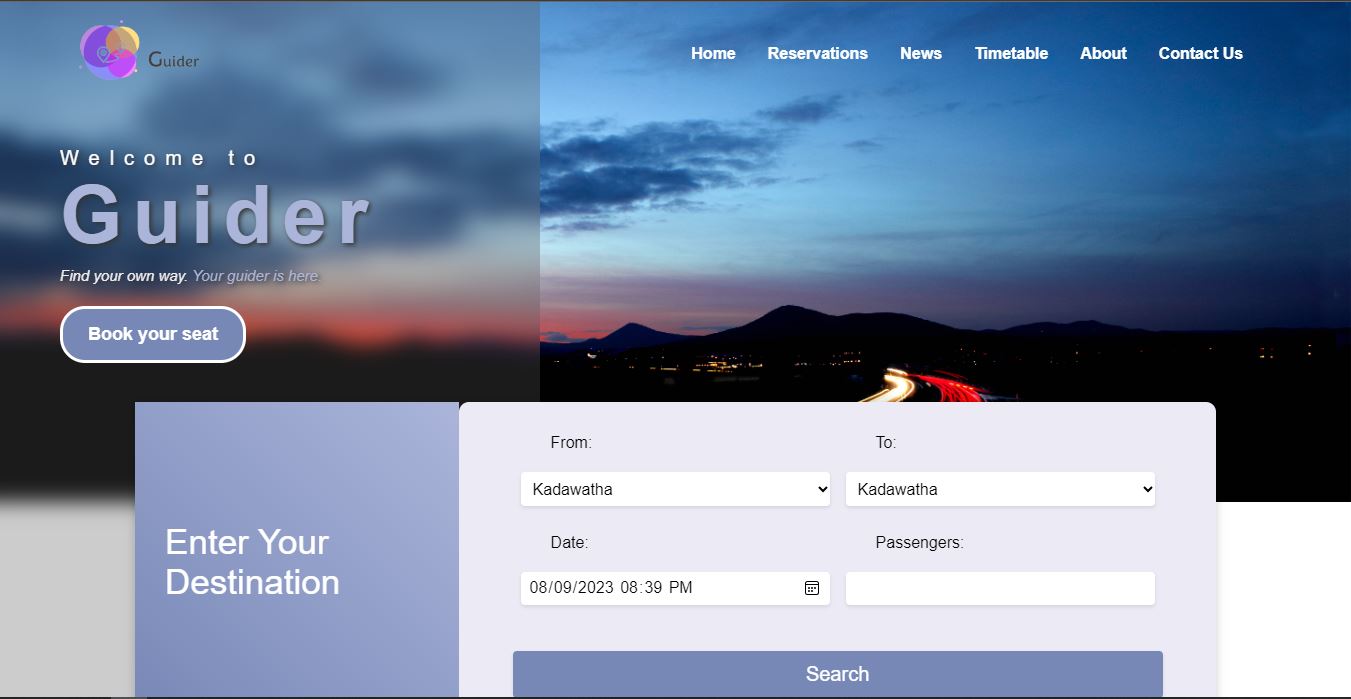 Guider
Home Reservations News Timetable About Contact Us
Welcome to
Guider
Find your own way. Your guider is here.
Book your seat
Enter Your
Destination
From: To:
Kadawatha Kadawatha
Date: Passengers:
08/09/2023 08:39 PM
Search